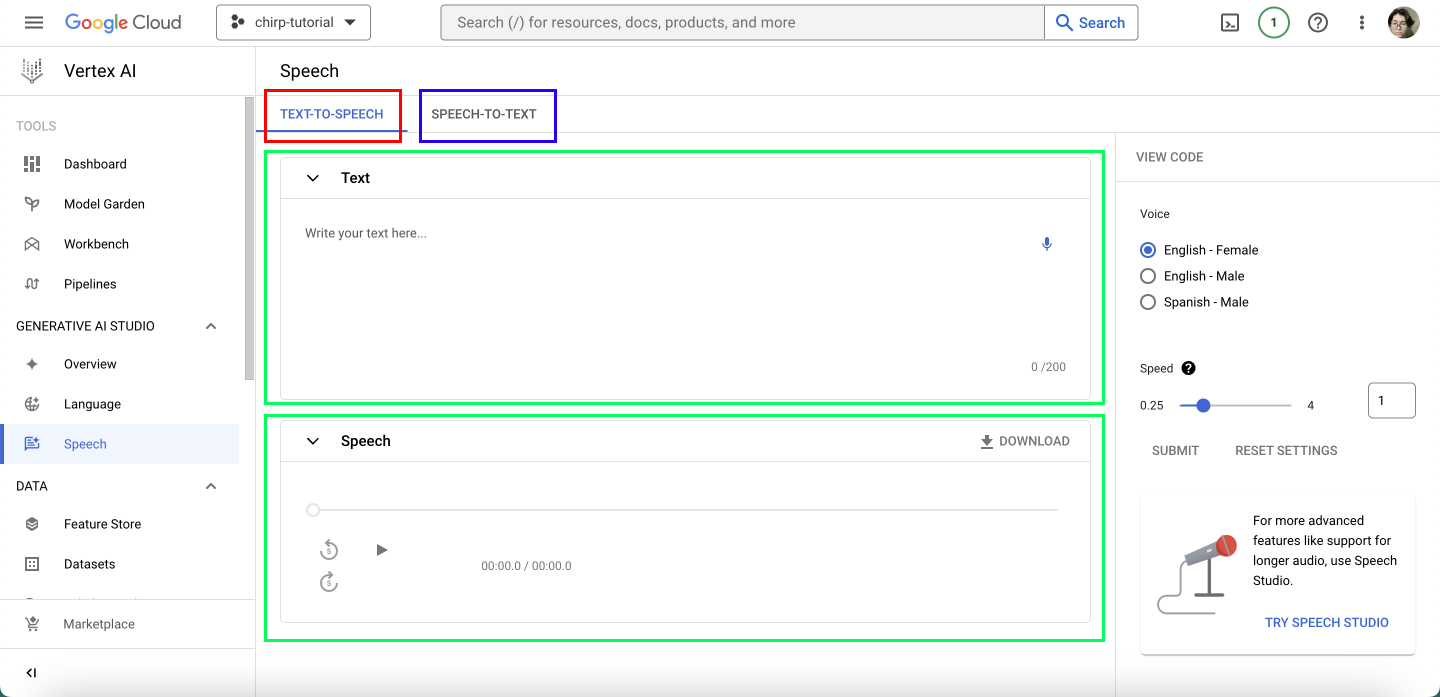 Google Cloud
chirp-tutorial
Search (/) for resources, docs, products, and more
Search
1
Vertex AI
Speech
TOOLS
Dashboard
Model Garden
Workbench
Pipelines
GENERATIVE AI STUDIO
Overview
Language
Speech
DATA
Feature Store
Datasets
Marketplace
TEXT-TO-SPEECH
SPEECH-TO-TEXT
Text
Write your text here...
0 /200
Speech
DOWNLOAD
5
5
00:00.0 / 00:00.0
VIEW CODE
Voice
English - Female
English - Male
Spanish - Male
Speed
0.25
4
1
SUBMIT
RESET SETTINGS
For more advanced
features like support for
longer audio, use Speech
Studio.
TRY SPEECH STUDIO